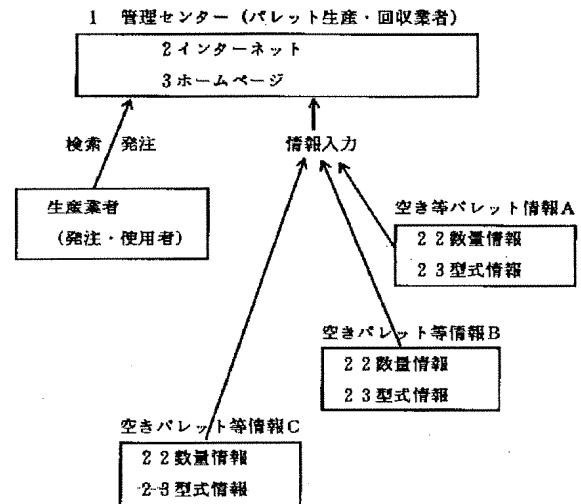 1 管理センター（パレット生産・回収業者）
2インターネット
3ホームページ
検索 発注
情報入力
生産業者
（発注・使用者）
空き等パレット情報A
22数量情報
23型式情報
空きパレット等情報B
22数量情報
23型式情報
空きパレット等情報C
22数量情報
23型式情報